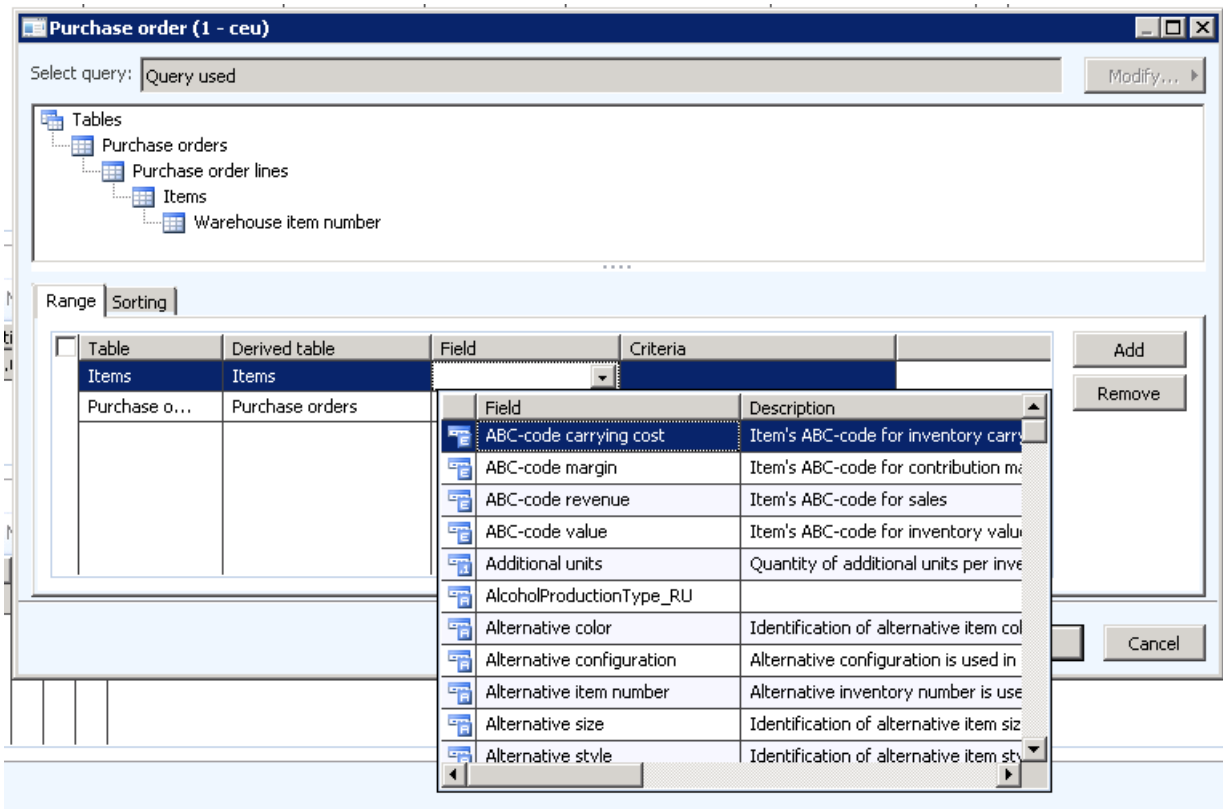 Purchase order (1 - ceu)
Select query: Query used Modify...
Tables
Purchase orders
Purchase order lines
Items
Warehouse item number
Range Sorting
Table Derived table Field Criteria Add
Items Items
Purchase o... Purchase orders Remove
Field Description
ABC-code carrying cost Item's ABC-code for inventory carry
ABC-code margin Item's ABC-code for contribution ma
ABC-code revenue Item's ABC-code for sales
ABC-code value Item's ABC-code for inventory valu
Additional units Quantity of additional units per inve
AlcoholProductionType_RU
Alternative color Identification of alternative item col
Alternative configuration Alternative configuration is used in Cancel
Alternative item number Alternative inventory number is use
Alternative size Identification of alternative item siz
Alternative style Identification of alternative item sty